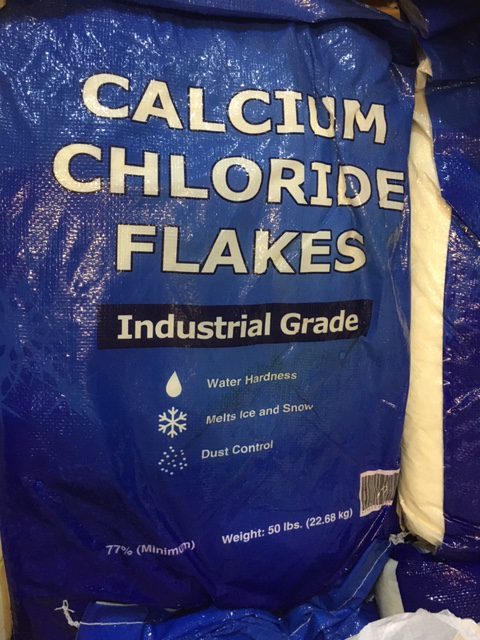 CALCIUM
CHLORIDE
FLAKES
Industrial Grade
Water Hardness
Melts Ice and Snow
Dust Control
77% (Minimum)
Weight: 50 lbs. (22.68 kg)